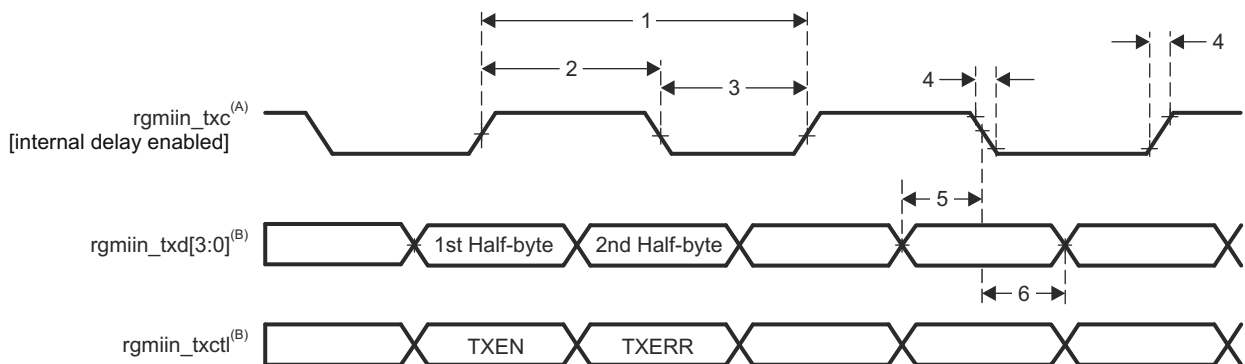 1
4
2
4
3
rgmiin_txc(A)
[internal delay enabled]
5
rgmiin_txd[3:0](B)
1st Half-byte
2nd Half-byte
6
rgmiin_txctl(B)
TXEN
TXERR